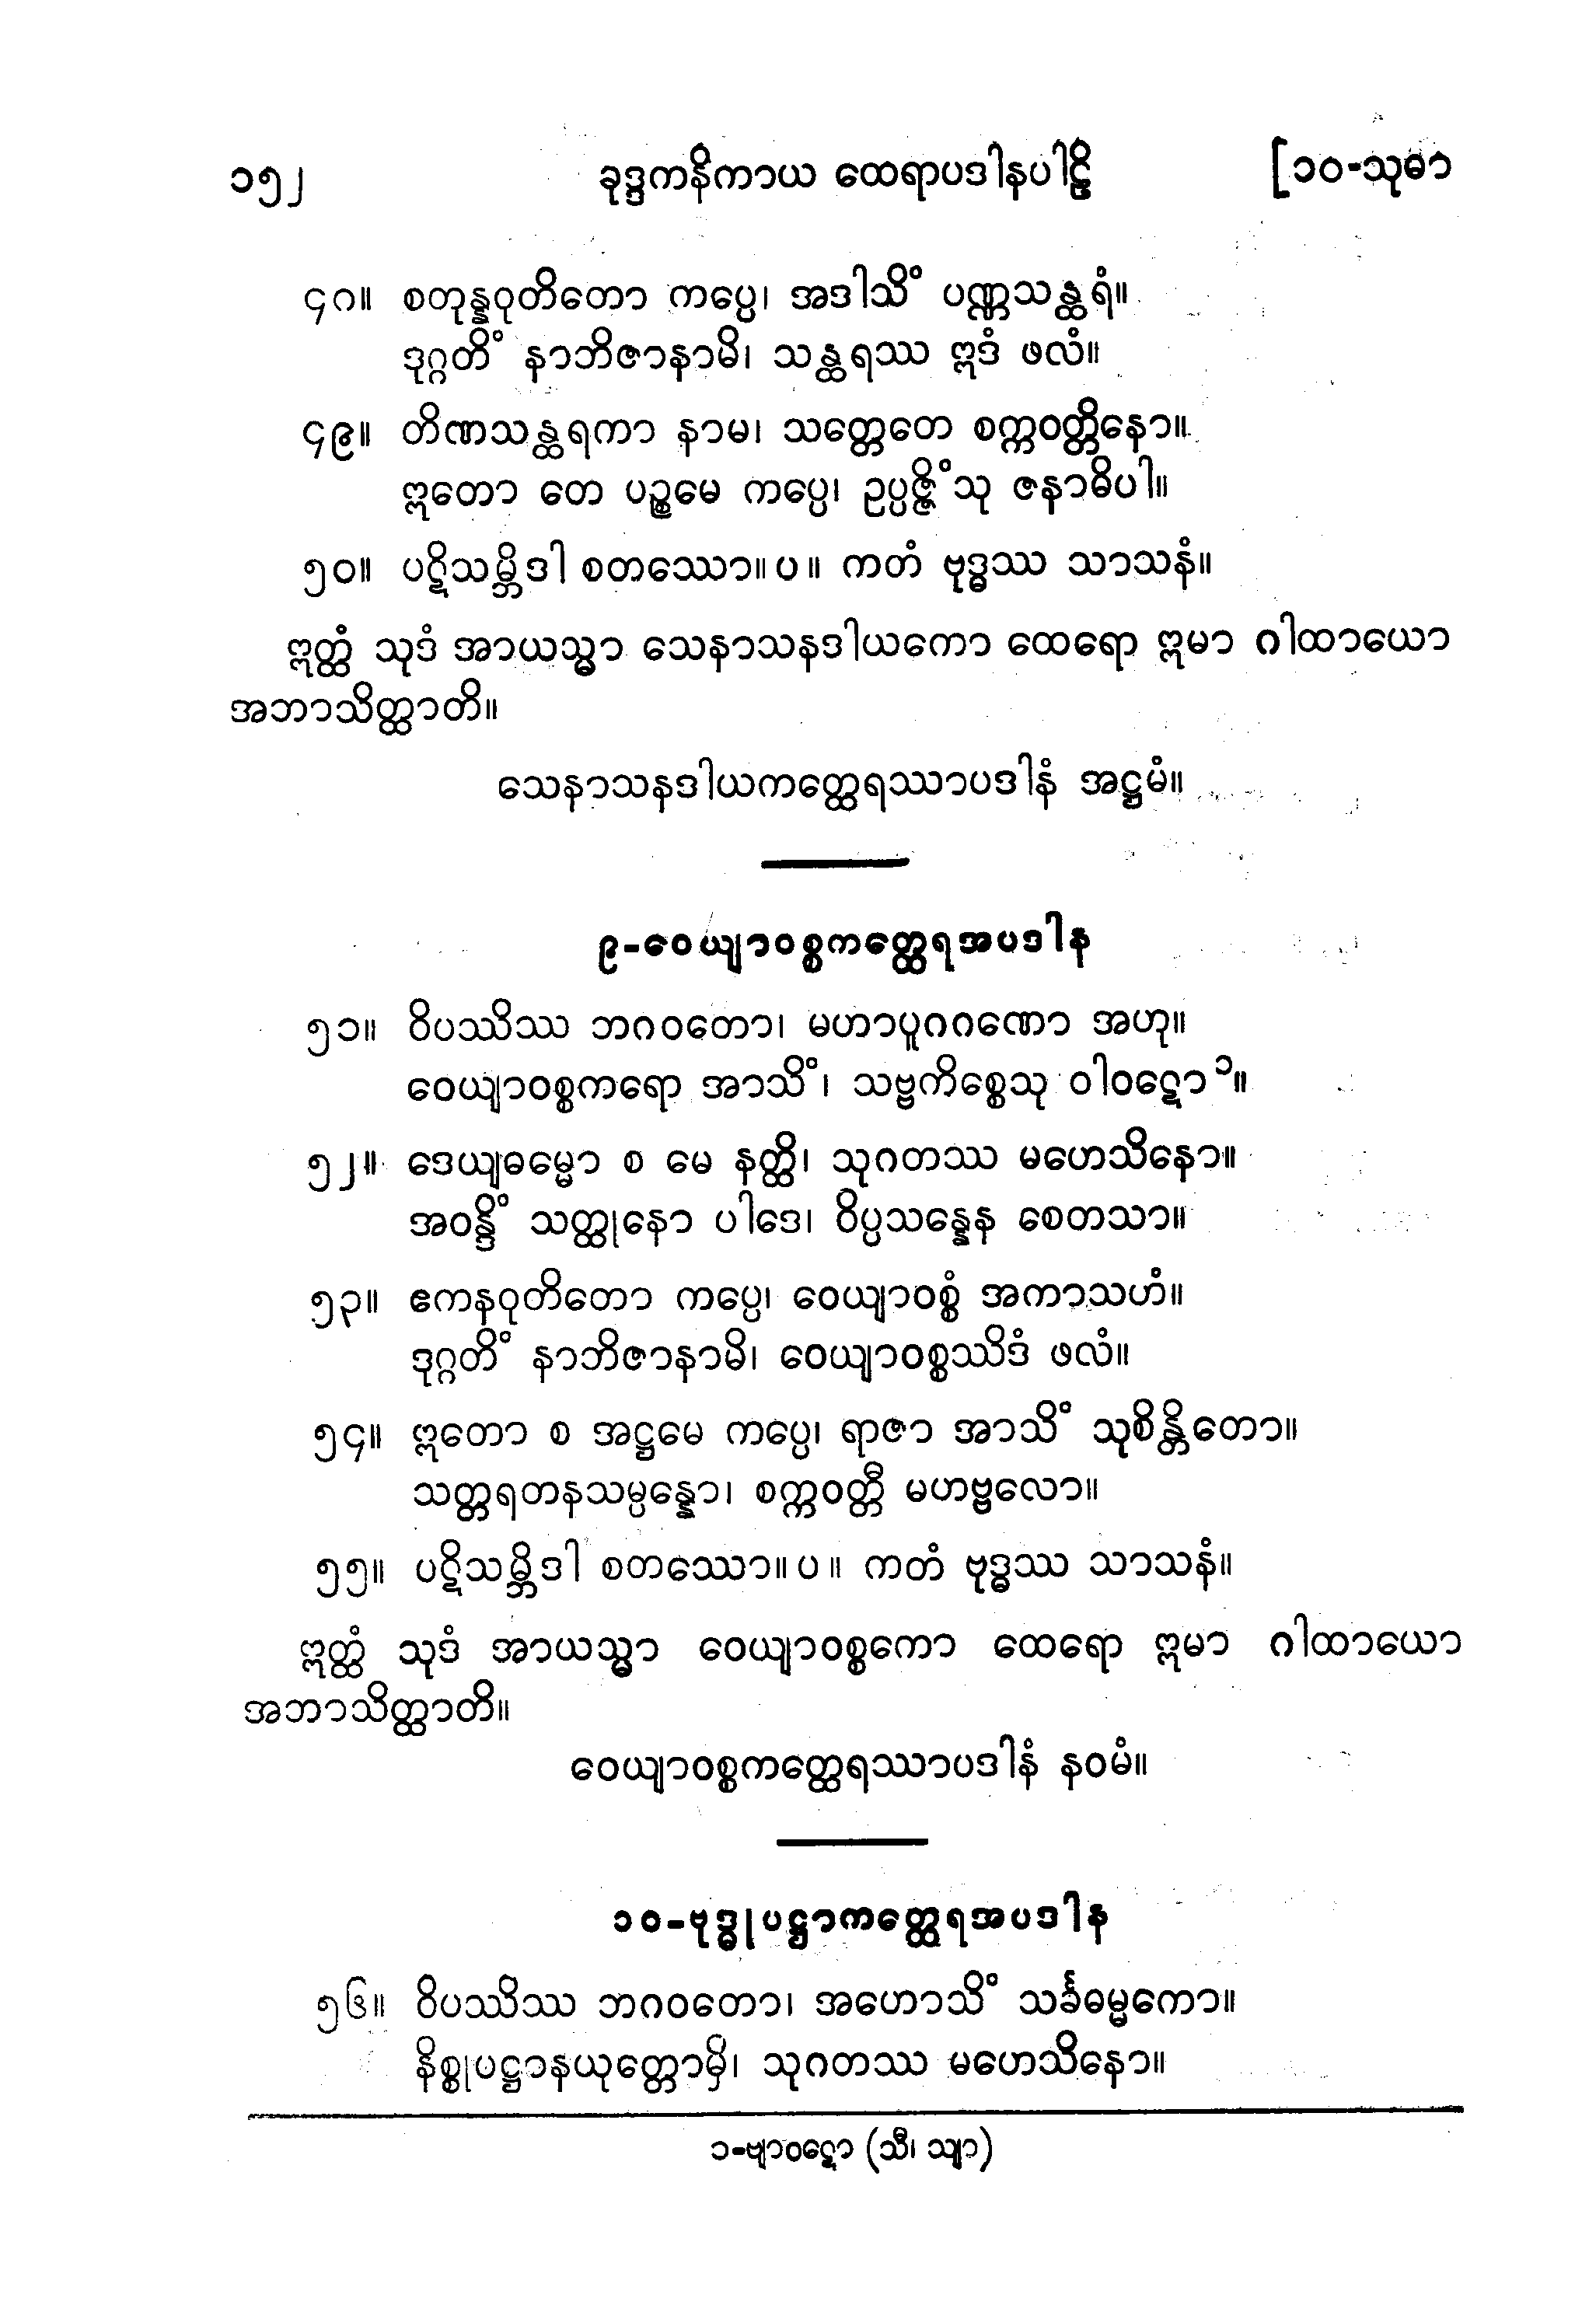 ၁၅၂ ခုဒ္ဒကနိကာယ ထေရာပဒါနပါဠိ [၁၀-သုဓာ
၄၈။ စတုန္နဝုတိတော ကပ္ပေ၊ အဒါသိံ ပဏ္ဏသန္ထရံ။
ဒုဂ္ဂတိံ နာဘိဇာနာမိ၊ သန္ထရဿ ဣဒံ ဖလံ။
၄၉။ တိဏသန္ထရကာ နာမ၊ သတ္တေတေ စက္ကဝတ္တိနော။
ဣတော တေ ပဉ္စမေ ကပ္ပေ၊ ဥပ္ပဇ္ဇိံသု ဇနာဓိပါ။
၅၀။ ပဋိသမ္ဘိဒါ စတဿော။ ပ ။ ကတံ ဗုဒ္ဓဿ သာသနံ။
ဣတ္ထံ သုဒံ အာယသ္မာ သေနာသနဒါယကော ထေရော ဣမာ ဂါထာယော
အဘာသိတ္ထာတိ။
သေနာသနဒါယကတ္ထေရဿာပဒါနံ အဋ္ဌမံ။
၉-ဝေယျာဝစ္စကတ္ထေရအပဒါန
၅၁။ ဝိပဿိဿ ဘဂဝတော၊ မဟာပူဂဂဏော အဟု။
ဝေယျာဝစ္စကရော အာသိံ၊ သဗ္ဗကိစ္စေသု ဝါဝဋော ၁။
၅၂။ ဒေယျဓမ္မော စ မေ နတ္ထိ၊ သုဂတဿ မဟေသိနော။
အဝန္ဒိံ သတ္ထုနော ပါဒေ၊ ဝိပ္ပသန္နေန စေတသာ။
၅၃။ ဧကနဝုတိတော ကပ္ပေ၊ ဝေယျာဝစ္စံ အကာသဟံ။
ဒုဂ္ဂတိံ နာဘိဇာနာမိ၊ ဝေယျာဝစ္စဿိဒံ ဖလံ။
၅၄။ ဣတော စ အဋ္ဌမေ ကပ္ပေ၊ ရာဇာ အာသိံ သုစိန္တိတော။
သတ္တရတနသမ္ပန္နော၊ စက္ကဝတ္တီ မဟဗ္ဗလော။
၅၅။ ပဋိသမ္ဘိဒါ စတဿော။ ပ ။ ကတံ ဗုဒ္ဓဿ သာသနံ။
ဣတ္ထံ သုဒံ အာယသ္မာ ဝေယျာဝစ္စကော ထေရော ဣမာ ဂါထာယော
အဘာသိတ္ထာတိ။
ဝေယျာဝစ္စကတ္ထေရဿာပဒါနံ နဝမံ။
၁၀-ဗုဒ္ဓုပဋ္ဌာကတ္ထေရအပဒါန
၅၆။ ဝိပဿိဿ ဘဂဝတော၊ အဟောသိံ သင်္ခဓမ္မကော။
နိစ္စုပဋ္ဌာနယုတ္တောမှိ၊ သုဂတဿ မဟေသိနော။
၁-ဗျာဝဋော (သီ၊ သျာ)